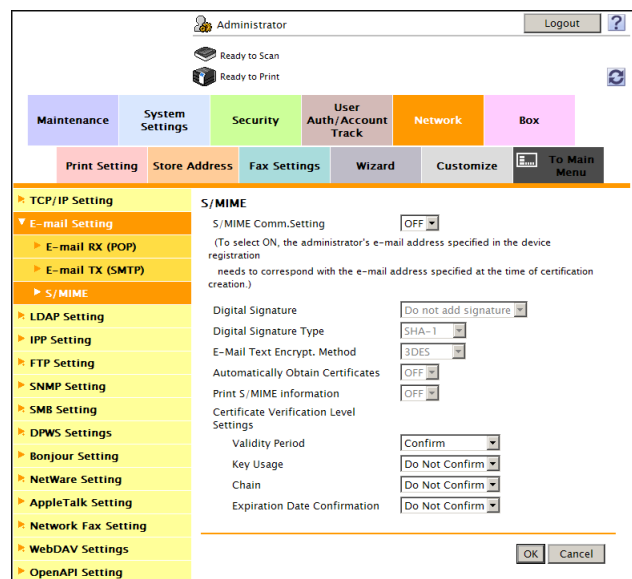 Administrator
Logout
?
Ready to Scan
Ready to Print
Maintenance
System
Settings
Security
User
Auth/Account
Track
Network
Box
Print Setting
Store Address
Fax Settings
Wizard
Customize
To Main
Menu
TCP/IP Setting
E-mail Setting
E-mail RX (POP)
E-mail TX (SMTP)
S/MIME
LDAP Setting
IPP Setting
FTP Setting
SNMP Setting
SMB Setting
DPWS Settings
Bonjour Setting
NetWare Setting
AppleTalk Setting
Network Fax Setting
WebDAV Settings
OpenAPI Setting
S/MIME
S/MIME Comm.Setting OFF
(To select ON, the administrator's e-mail address specified in the device
registration
needs to correspond with the e-mail address specified at the time of certification
creation.)
Digital Signature Do not add signature
Digital Signature Type SHA-1
E-Mail Text Encrypt. Method 3DES
Automatically Obtain Certificates OFF
Print S/MIME information OFF
Certificate Verification Level
Settings
Validity Period Confirm
Key Usage Do Not Confirm
Chain Do Not Confirm
Expiration Date Confirmation Do Not Confirm
OK Cancel